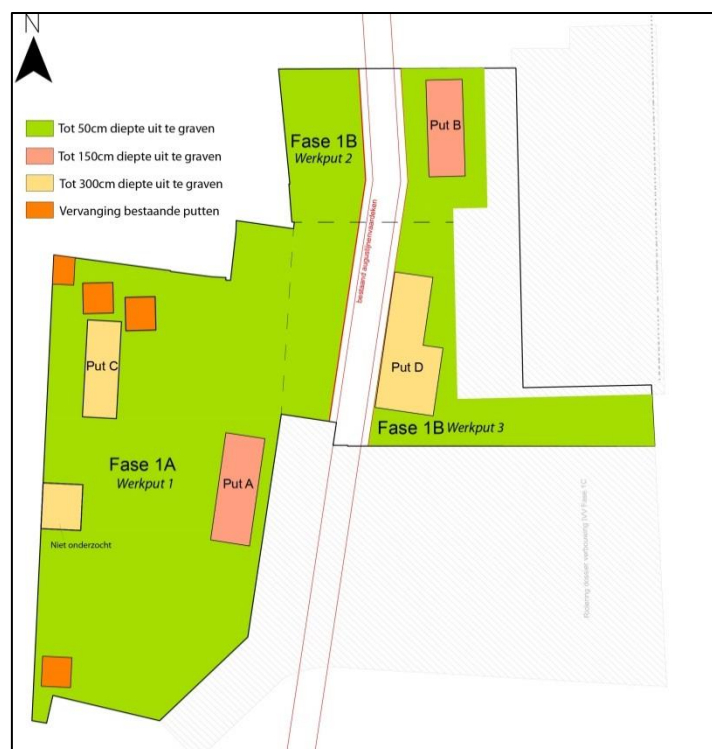 N
Tot 50cm diepte uit te graven
Tot 150cm diepte uit te graven
Tot 300cm diepte uit te graven
Vervanging bestaande putten
Fase 1B
Werkput 2
Put B
bestaand augustijnenvaardeken
Put C
Put D
Fase 1B Werkput 3
Fase 1A
Werkput 1
Put A
Niet onderzocht